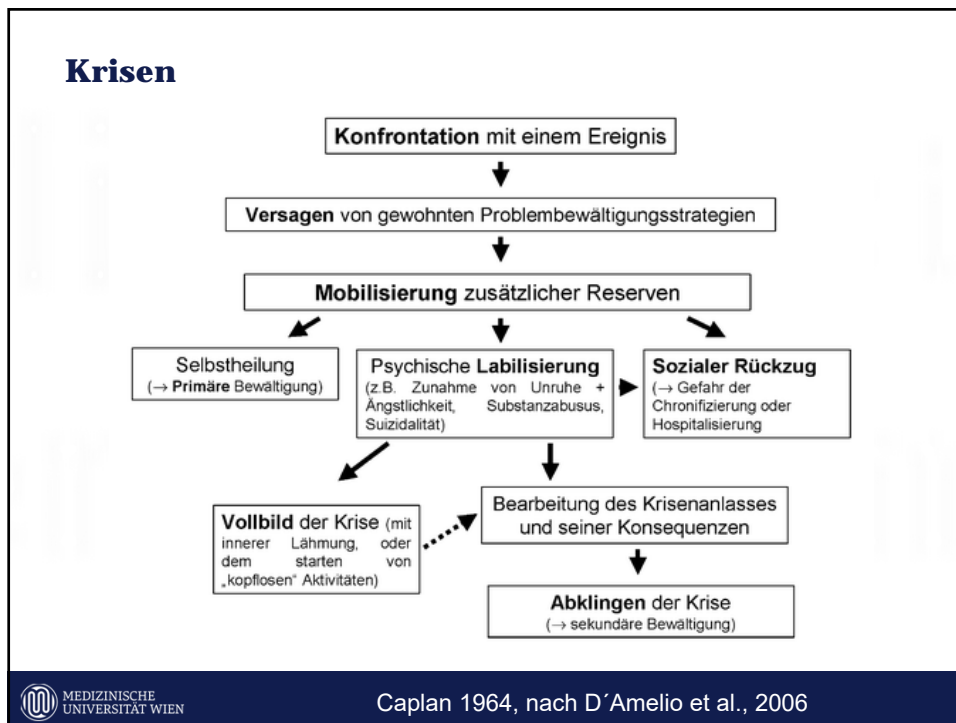 Krisen
Konfrontation mit einem Ereignis
Versagen von gewohnten Problembewältigungsstrategien
Mobilisierung zusätzlicher Reserven
Selbstheilung
(→ Primäre Bewältigung)
Psychische Labilisierung
(z.B. Zunahme von Unruhe +
Ängstlichkeit, Substanzabusus,
Suizidalität)
Sozialer Rückzug
(→ Gefahr der
Chronifizierung oder
Hospitalisierung
Vollbild der Krise (mit
innerer Lähmung, oder
dem starten von
„kopflosen“ Aktivitäten)
Bearbeitung des Krisenanlasses
und seiner Konsequenzen
Abklingen der Krise
(→ sekundäre Bewältigung)
MEDIZINISCHE
UNIVERSITÄT WIEN
Caplan 1964, nach D´Amelio et al., 2006